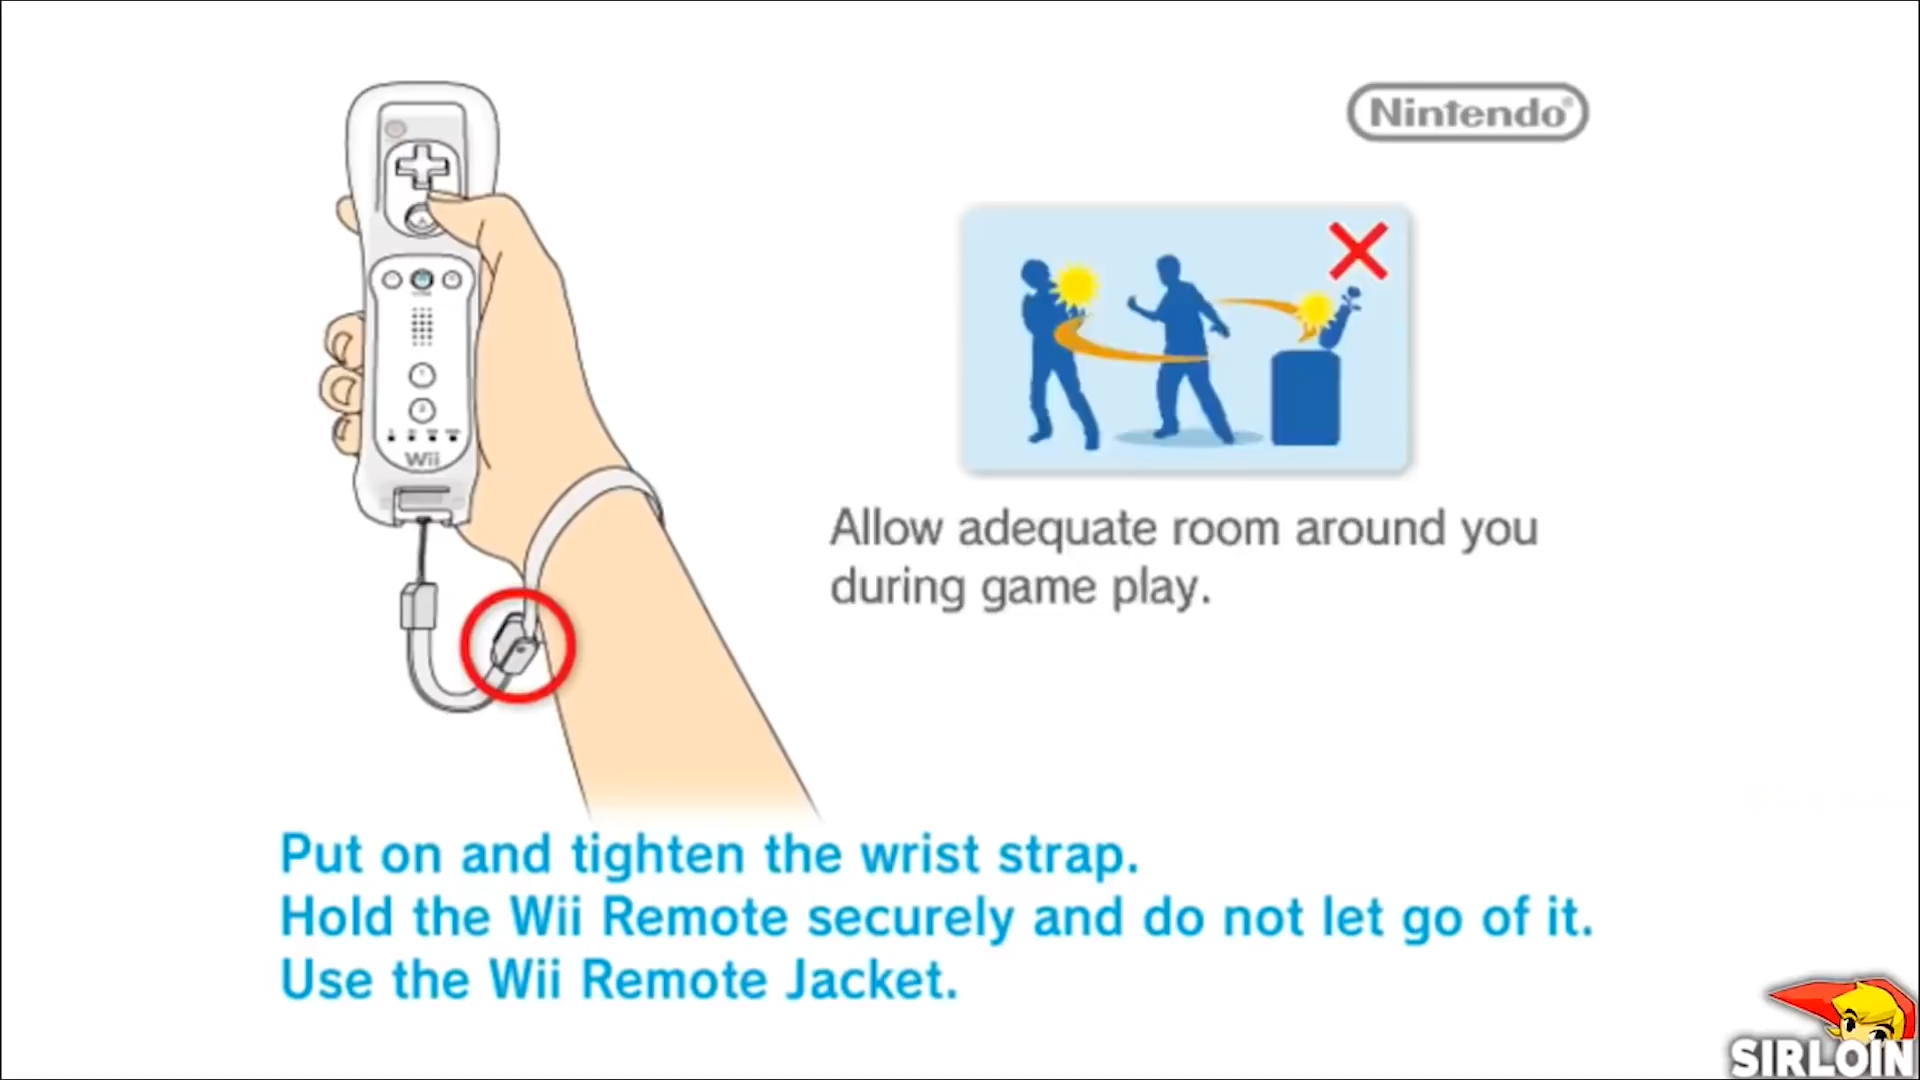 Nintendo®
Wii
Allow adequate room around you
during game play.
Put on and tighten the wrist strap.
Hold the Wii Remote securely and do not let go of it.
Use the Wii Remote Jacket.
SIRLOIN